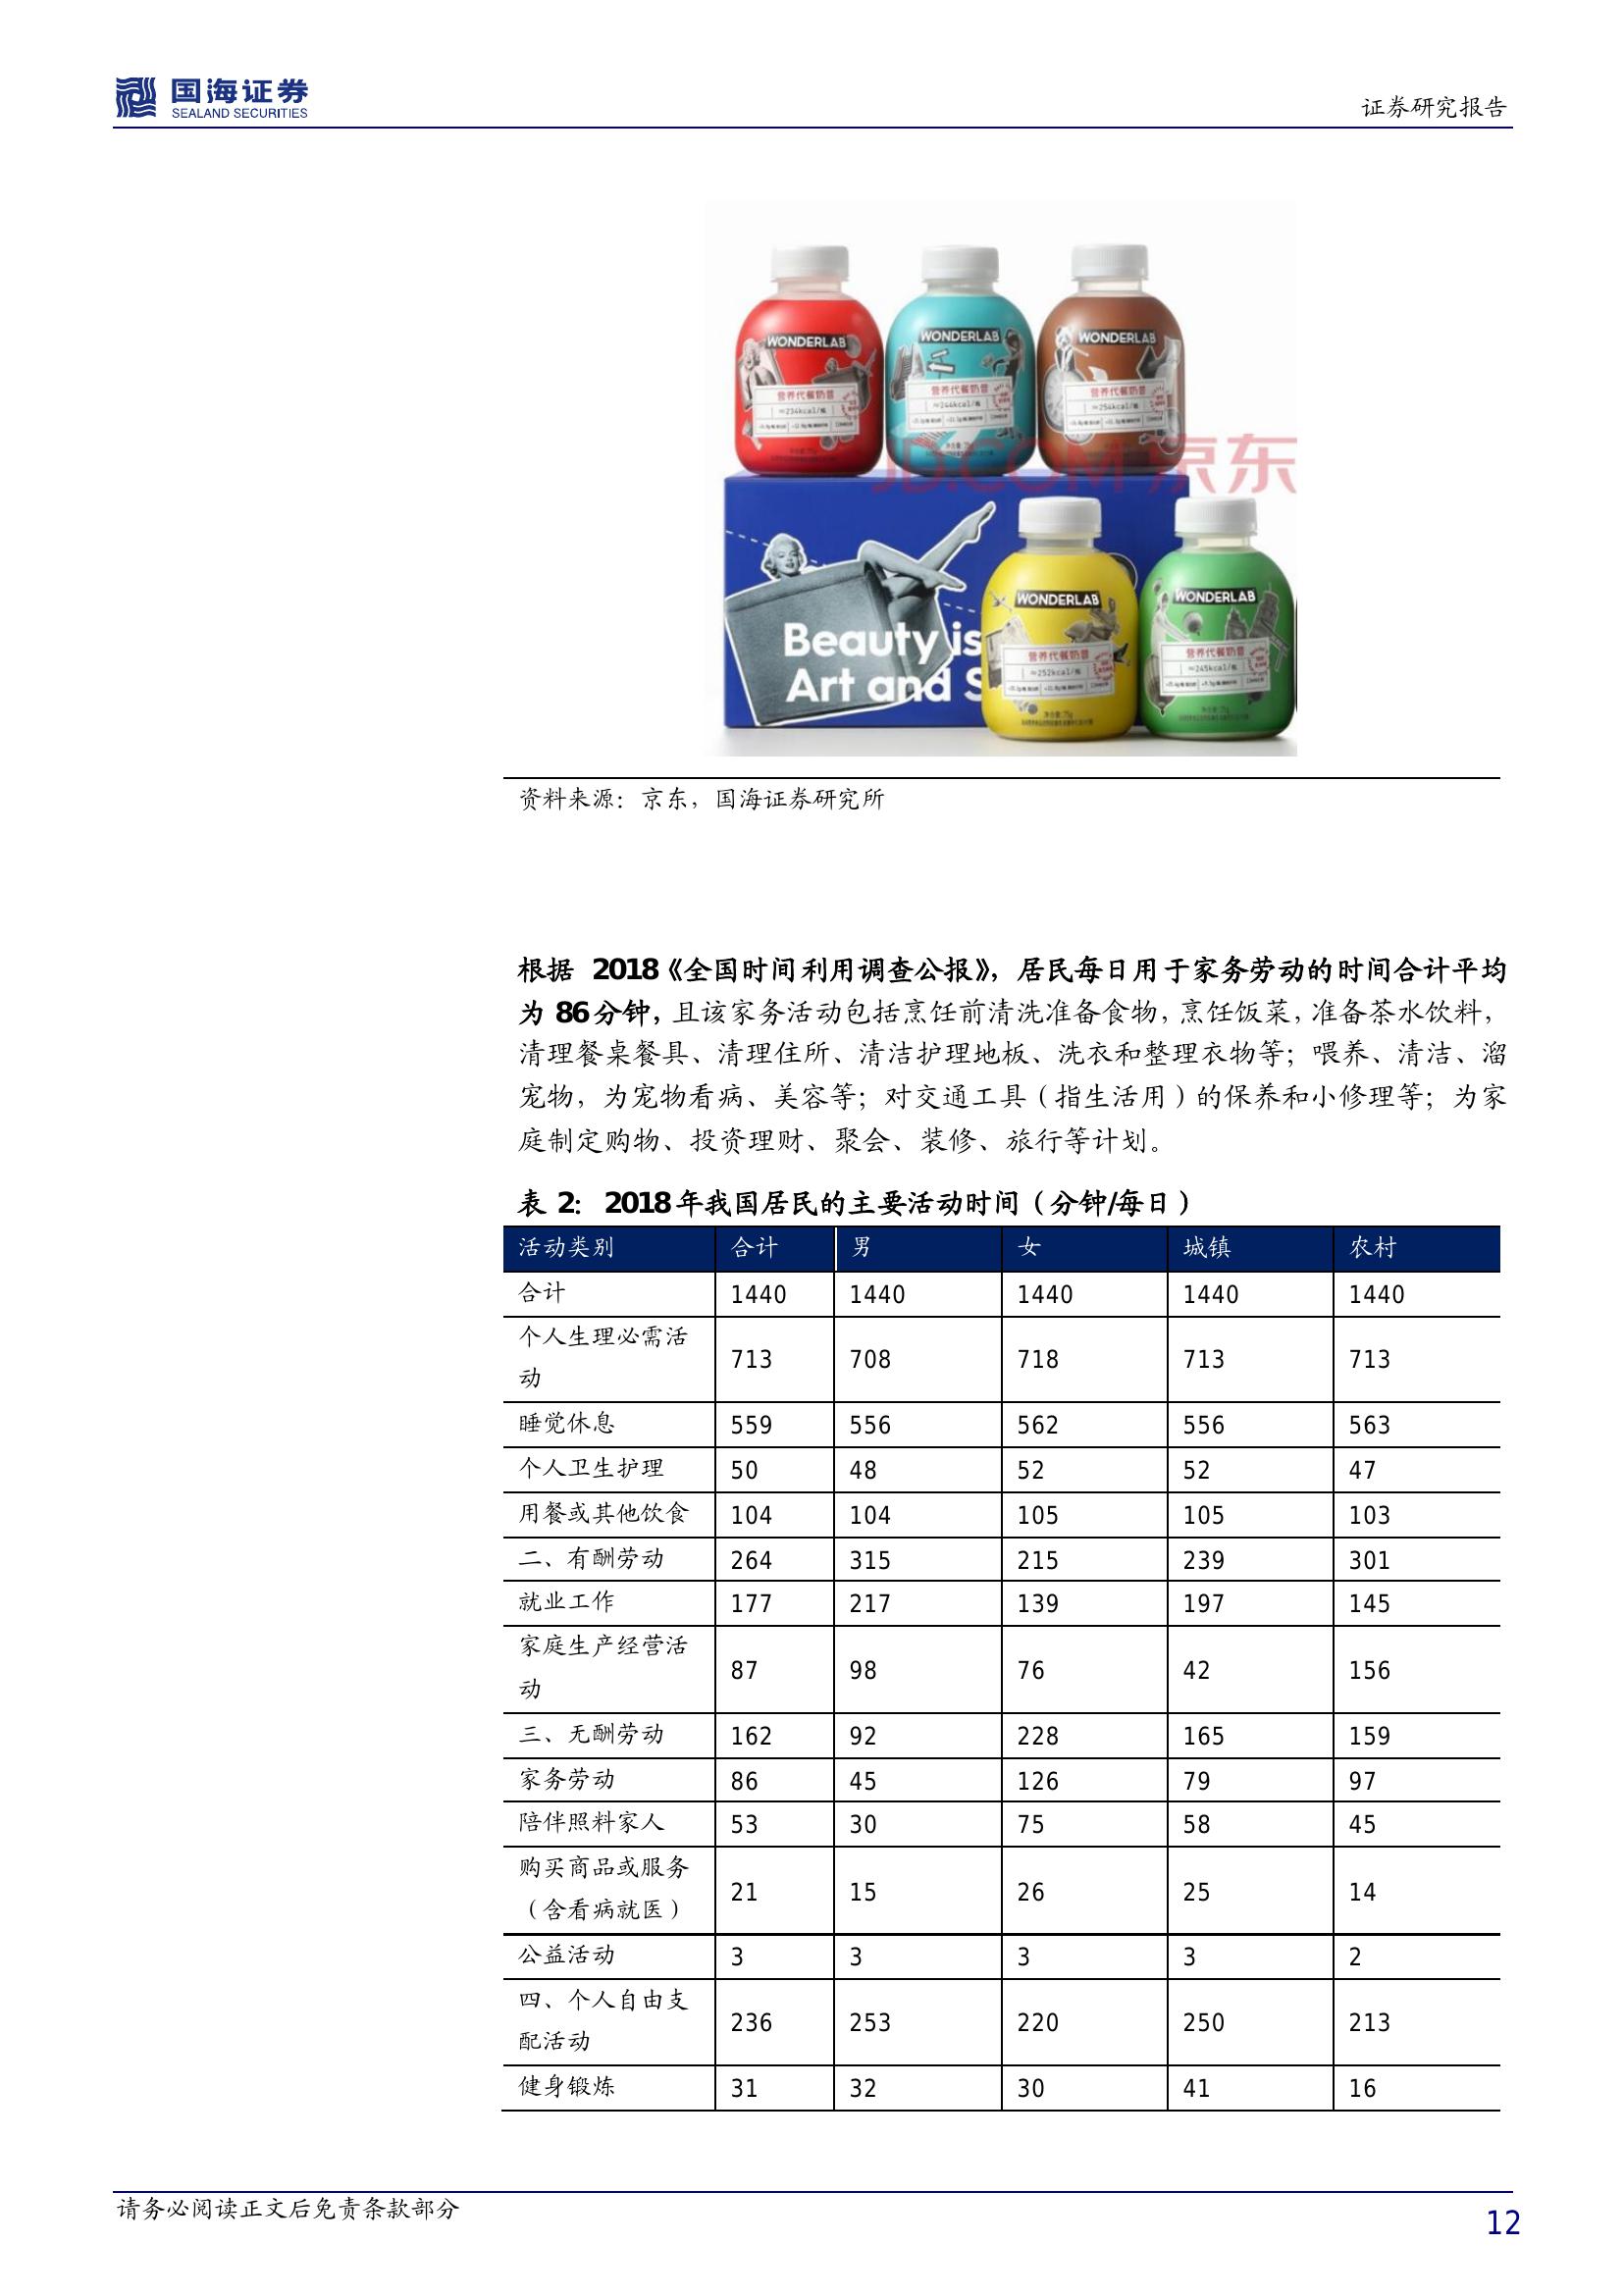 国海证券
SEALAND SECURITIES
证券研究报告
WONDERLAB
营养代餐奶昔
≈234kcal/瓶
WONDERLAB
营养代餐奶昔
≈244kcal/瓶
WONDERLAB
营养代餐奶昔
≈254kcal/瓶
JD.COM 京东
WONDERLAB
营养代餐奶昔
≈252kcal/瓶
净含量:75g
WONDERLAB
营养代餐奶昔
≈245kcal/瓶
Beauty is
Art and S
资料来源：京东，国海证券研究所
根据 2018《全国时间利用调查公报》，居民每日用于家务劳动的时间合计平均
为 86 分钟，且该家务活动包括烹饪前清洗准备食物，烹饪饭菜，准备茶水饮料，
清理餐桌餐具、清理住所、清洁护理地板、洗衣和整理衣物等；喂养、清洁、溜
宠物，为宠物看病、美容等；对交通工具（指生活用）的保养和小修理等；为家
庭制定购物、投资理财、聚会、装修、旅行等计划。
表 2： 2018 年我国居民的主要活动时间（分钟/每日）
活动类别 合计 男 女 城镇 农村
合计 1440 1440 1440 1440 1440
个人生理必需活
动 713 708 718 713 713
睡觉休息 559 556 562 556 563
个人卫生护理 50 48 52 52 47
用餐或其他饮食 104 104 105 105 103
二、有酬劳动 264 315 215 239 301
就业工作 177 217 139 197 145
家庭生产经营活
动 87 98 76 42 156
三、无酬劳动 162 92 228 165 159
家务劳动 86 45 126 79 97
陪伴照料家人 53 30 75 58 45
购买商品或服务
（含看病就医） 21 15 26 25 14
公益活动 3 3 3 3 2
四、个人自由支
配活动 236 253 220 250 213
健身锻炼 31 32 30 41 16
请务必阅读正文后免责条款部分
12